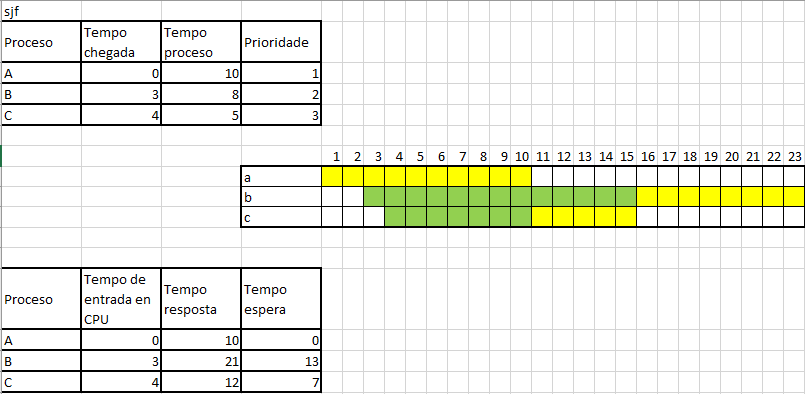 sjf
Processo Tempo chegada Tempo proceso Prioridade
A 0 10 1
B 3 8 2
C 4 5 3
1 2 3 4 5 6 7 8 9 10 11 12 13 14 15 16 17 18 19 20 21 22 23
a
b
c
Processo Tempo de entrada en CPU Tempo resposta Tempo espera
A 0 10 0
B 3 21 13
C 4 12 7